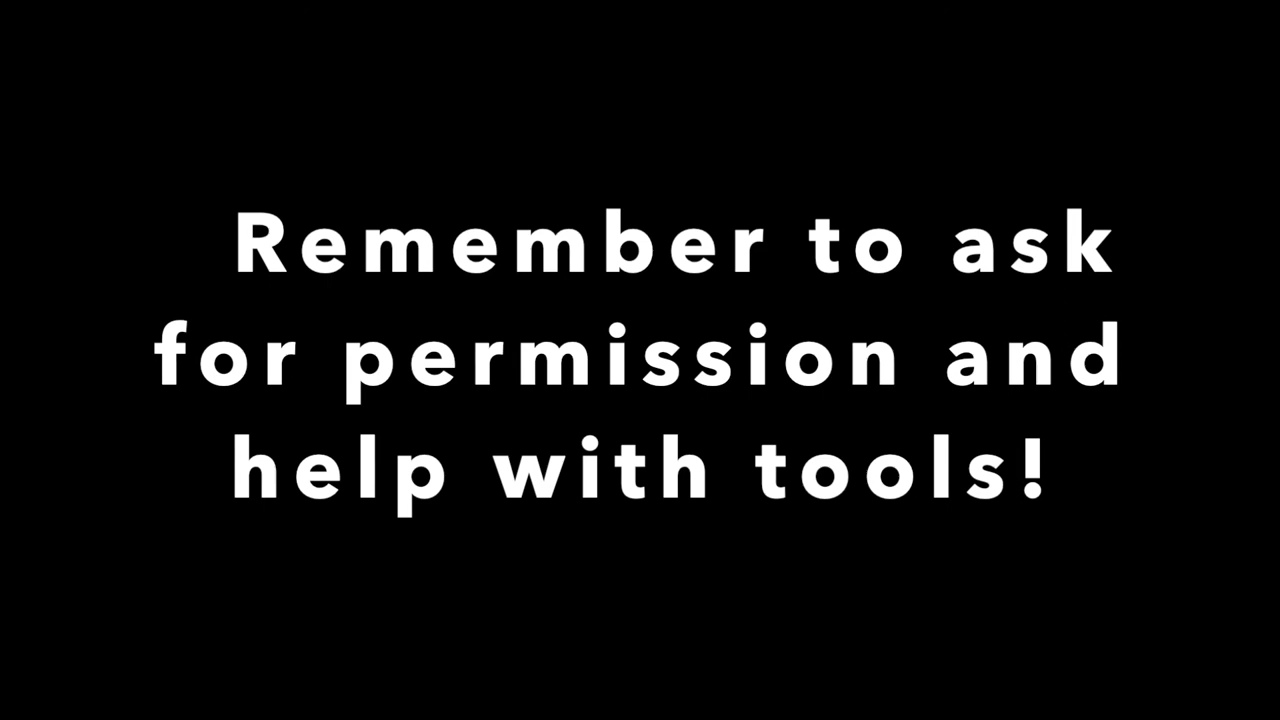 Remember to ask
for permission and
help with tools!